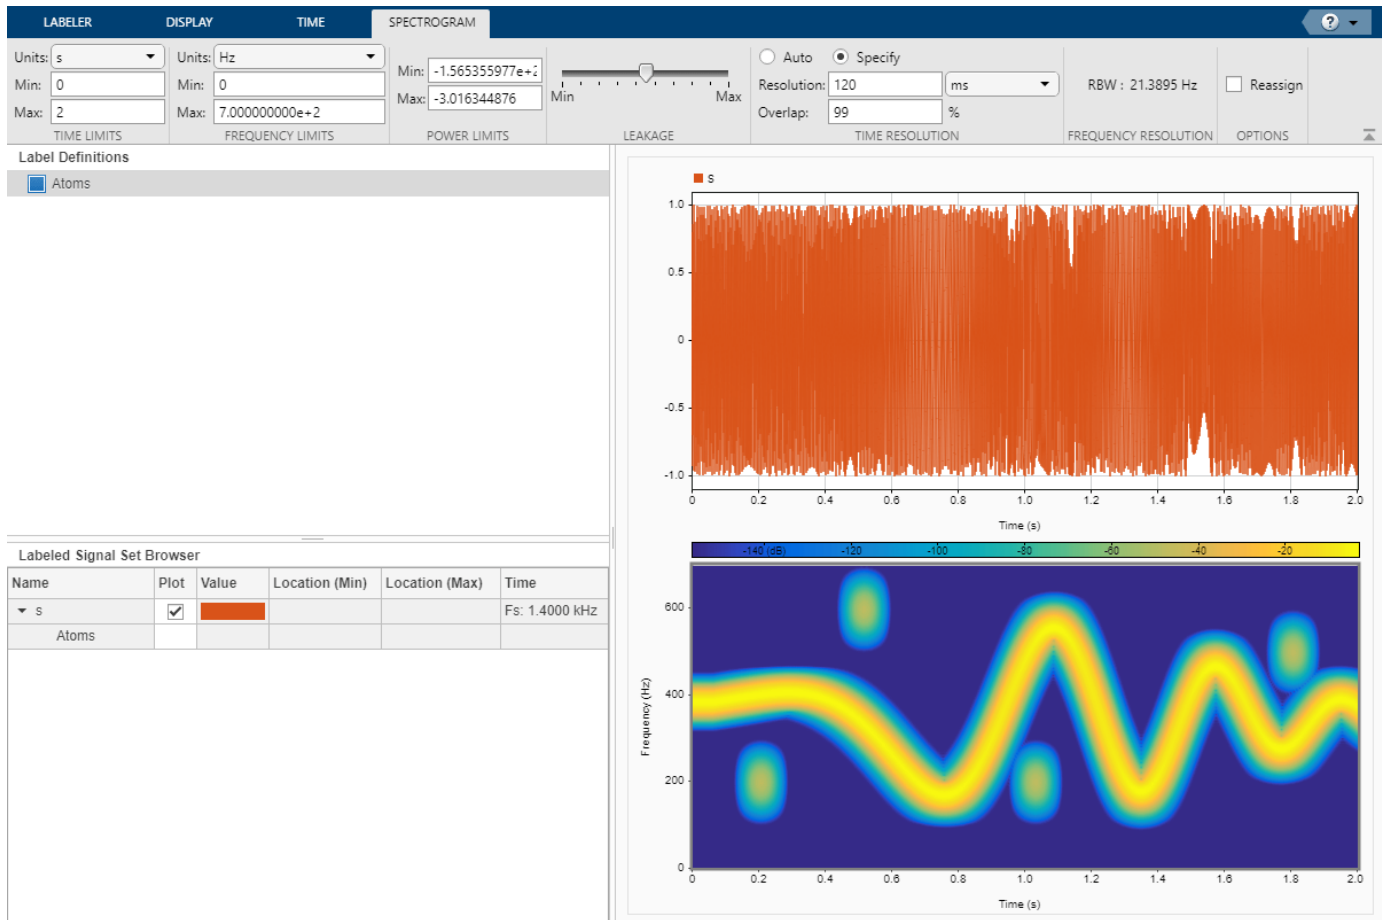 LABELER DISPLAY TIME SPECTROGRAM ?
Units: s Units: Hz Min: -1.565355977e+2 Min Max Auto Specify
Min: 0 Min: 0 Max: -3.016344876 Resolution: 120 ms RBW : 21.3895 Hz Reassign
Max: 2 Max: 7.000000000e+2 Overlap: 99 %
TIME LIMITS FREQUENCY LIMITS POWER LIMITS LEAKAGE TIME RESOLUTION FREQUENCY RESOLUTION OPTIONS
Label Definitions
Atoms
s
1.0
0.5
0
-0.5
-1.0
0 0.2 0.4 0.6 0.8 1.0 1.2 1.4 1.6 1.8 2.0
Time (s)
Labeled Signal Set Browser
Name Plot Value Location (Min) Location (Max) Time
s Fs: 1.4000 kHz
Atoms
-140 (dB) -120 -100 -80 -60 -40 -20
Frequency (Hz)
600
400
200
0
0 0.2 0.4 0.6 0.8 1.0 1.2 1.4 1.6 1.8 2.0
Time (s)